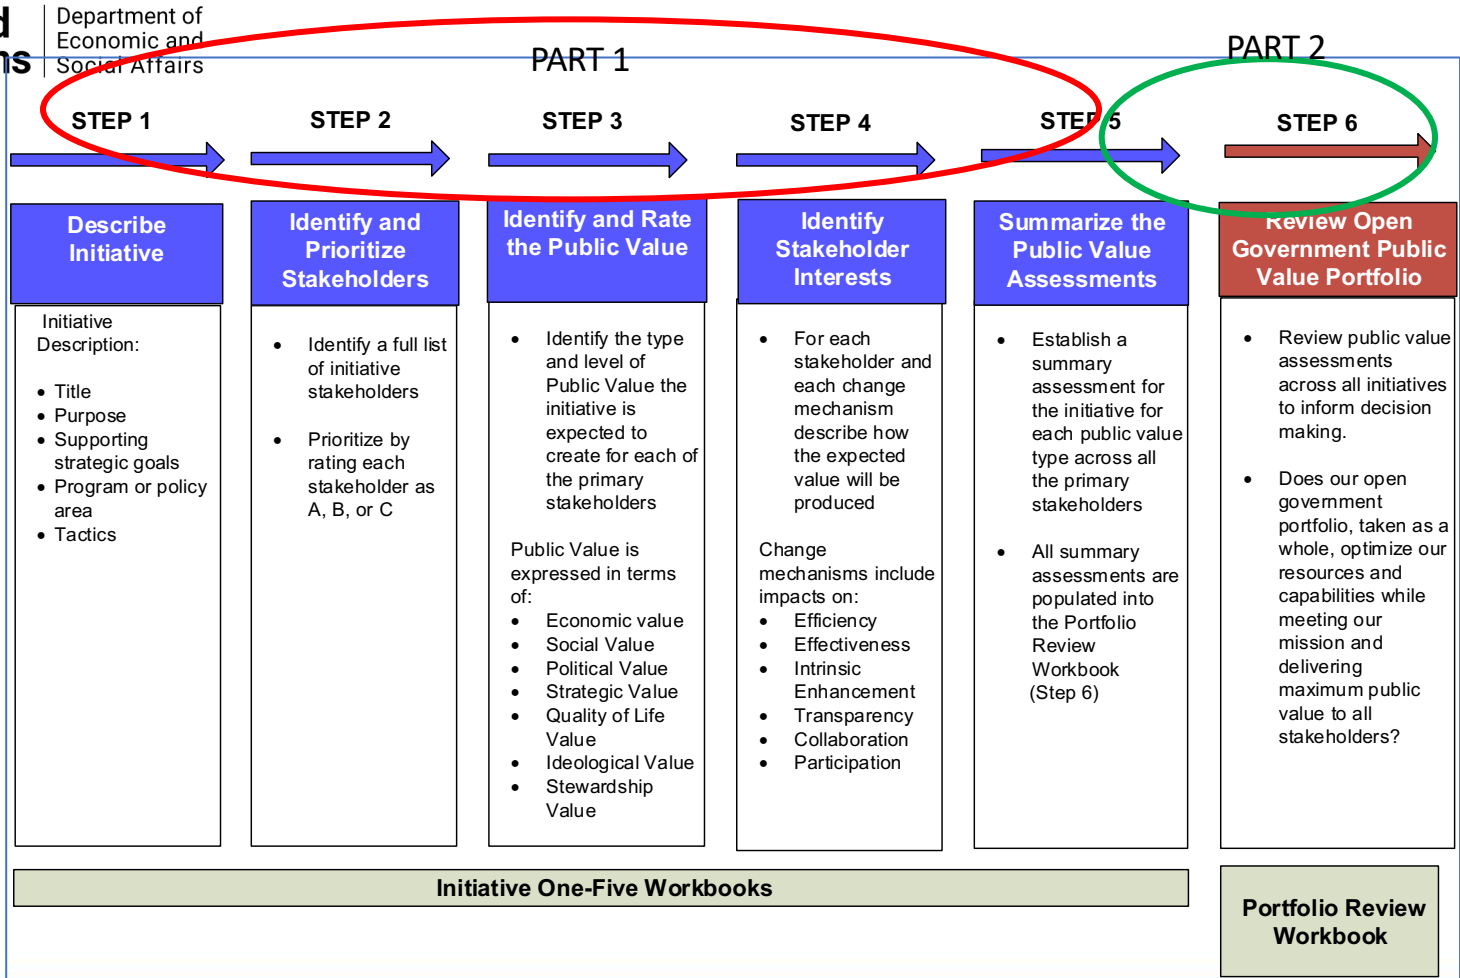 d
ns
Department of
Economic and
Social Affairs
PART 1
PART 2
STEP 1
STEP 2
STEP 3
STEP 4
STEP 5
STEP 6
Describe
Initiative
Initiative
Description:
• Title
• Purpose
• Supporting
strategic goals
• Program or policy
area
• Tactics
Identify and
Prioritize
Stakeholders
• Identify a full list
of initiative
stakeholders
• Prioritize by
rating each
stakeholder as
A, B, or C
Identify and Rate
the Public Value
• Identify the type
and level of
Public Value the
initiative is
expected to
create for each of
the primary
stakeholders
Public Value is
expressed in terms
of:
• Economic value
• Social Value
• Political Value
• Strategic Value
• Quality of Life
Value
• Ideological Value
• Stewardship
Value
Identify
Stakeholder
Interests
• For each
stakeholder and
each change
mechanism
describe how
the expected
value will be
produced
Change
mechanisms include
impacts on:
• Efficiency
• Effectiveness
• Intrinsic
Enhancement
• Transparency
• Collaboration
• Participation
Summarize the
Public Value
Assessments
• Establish a
summary
assessment for
the initiative for
each public value
type across all
the primary
stakeholders
• All summary
assessments are
populated into
the Portfolio
Review
Workbook
(Step 6)
Review Open
Government Public
Value Portfolio
• Review public value
assessments
across all initiatives
to inform decision
making.
• Does our open
government
portfolio, taken as a
whole, optimize our
resources and
capabilities while
meeting our
mission and
delivering
maximum public
value to all
stakeholders?
Initiative One-Five Workbooks
Portfolio Review
Workbook